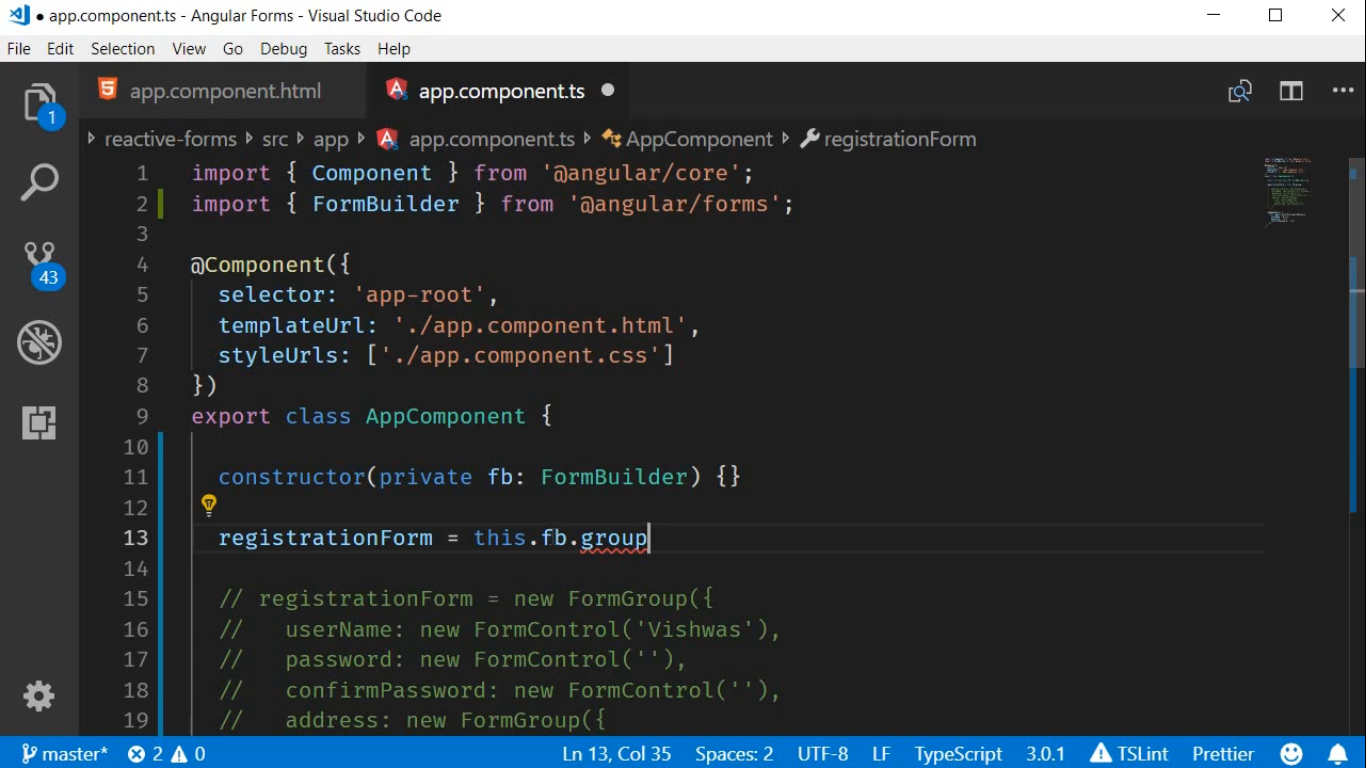 ● app.component.ts - Angular Forms - Visual Studio Code
File Edit Selection View Go Debug Tasks Help
app.component.html app.component.ts
reactive-forms src app app.component.ts AppComponent registrationForm
1
43
1 import { Component } from '@angular/core';
2 import { FormBuilder } from '@angular/forms';
3
4 @Component({
5 selector: 'app-root',
6 templateUrl: './app.component.html',
7 styleUrls: ['./app.component.css']
8 })
9 export class AppComponent {
10
11 constructor(private fb: FormBuilder) {}
12
13 registrationForm = this.fb.group
14
15 // registrationForm = new FormGroup({
16 //   userName: new FormControl('Vishwas'),
17 //   password: new FormControl(''),
18 //   confirmPassword: new FormControl(''),
19 //   address: new FormGroup({
master* 2 0 Ln 13, Col 35 Spaces: 2 UTF-8 LF TypeScript 3.0.1 TSLint Prettier